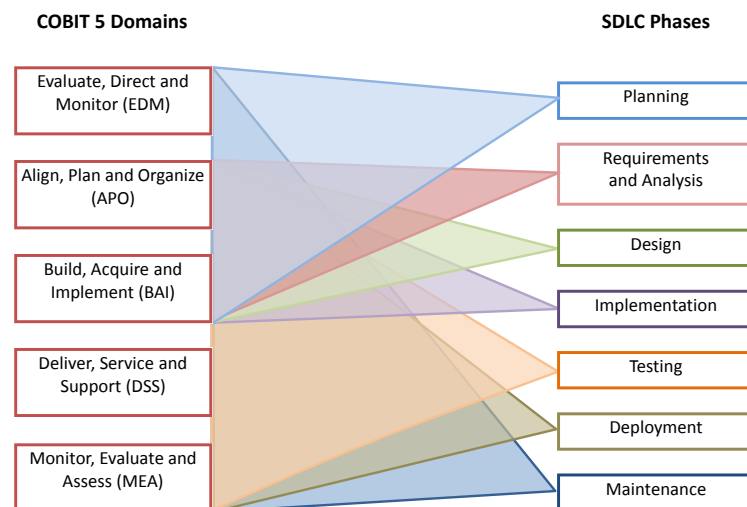 COBIT 5 Domains
SDLC Phases
Evaluate, Direct and
Monitor (EDM)
Align, Plan and Organize
(APO)
Build, Acquire and
Implement (BAI)
Deliver, Service and
Support (DSS)
Monitor, Evaluate and
Assess (MEA)
Planning
Requirements
and Analysis
Design
Implementation
Testing
Deployment
Maintenance